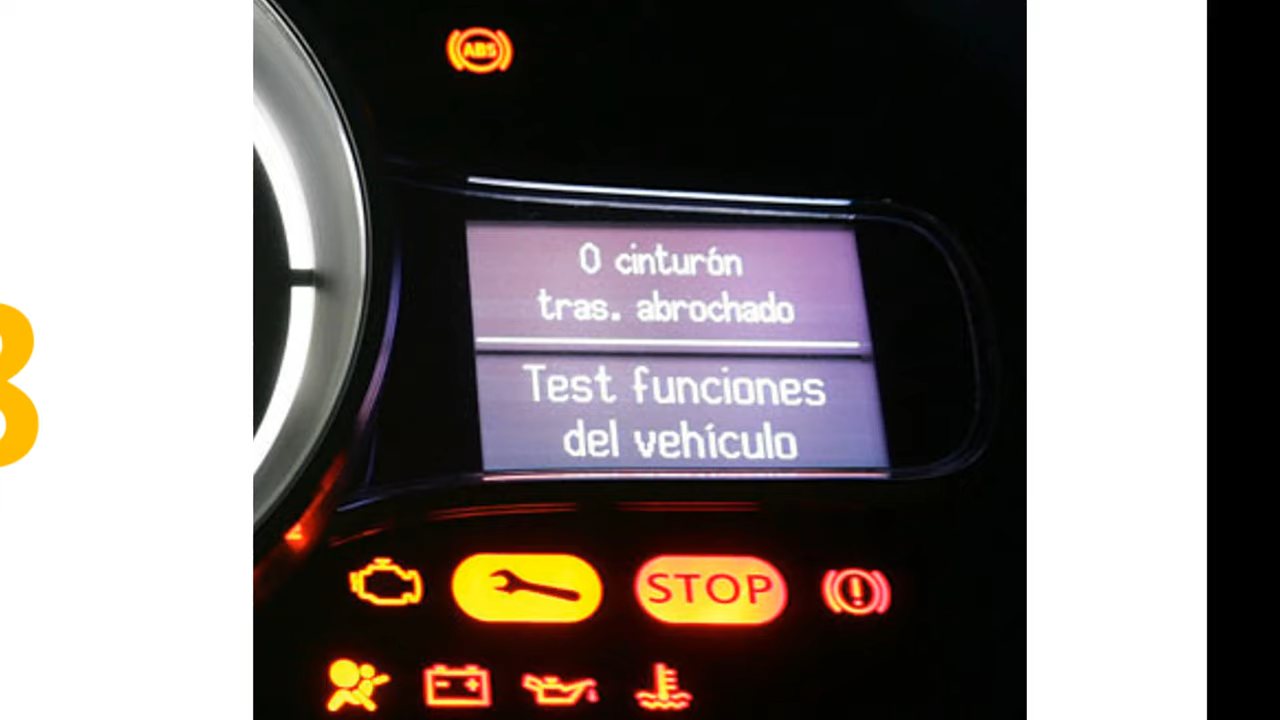 ABS
0 cinturón
tras. abrochado
Test funciones
del vehículo
STOP